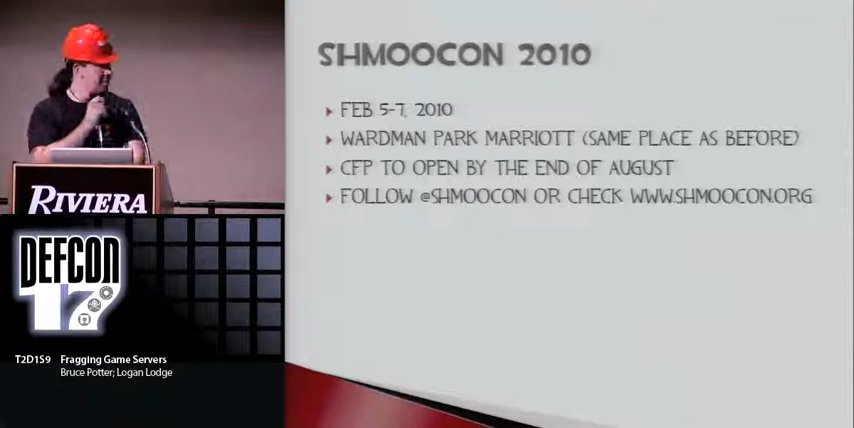 SHMOOCON 2010
FEB 5-7, 2010
WARDMAN PARK MARRIOTT (SAME PLACE AS BEFORE)
CFP TO OPEN BY THE END OF AUGUST
FOLLOW @SHMOOCON OR CHECK WWW.SHMOOCON.ORG
RIVIERA
DEFCON
17
T2D1S9 Fragging Game Servers
Bruce Potter; Logan Lodge